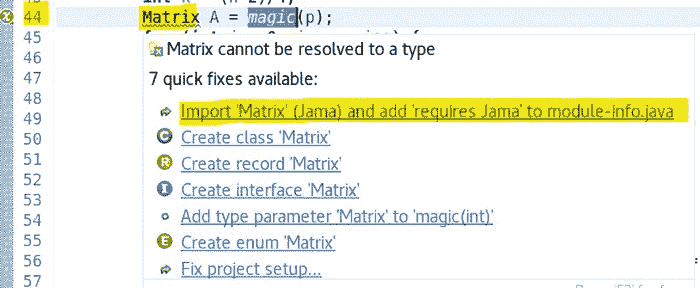 44 Matrix A = magic(p);
45
46 Matrix cannot be resolved to a type
47 7 quick fixes available:
48 Import 'Matrix' (Jama) and add 'requires Jama' to module-info.java
49
50 Create class 'Matrix'
51 Create record 'Matrix'
52 Create interface 'Matrix'
53
54 Add type parameter 'Matrix' to 'magic(int)'
55 Create enum 'Matrix'
56 Fix project setup...
57